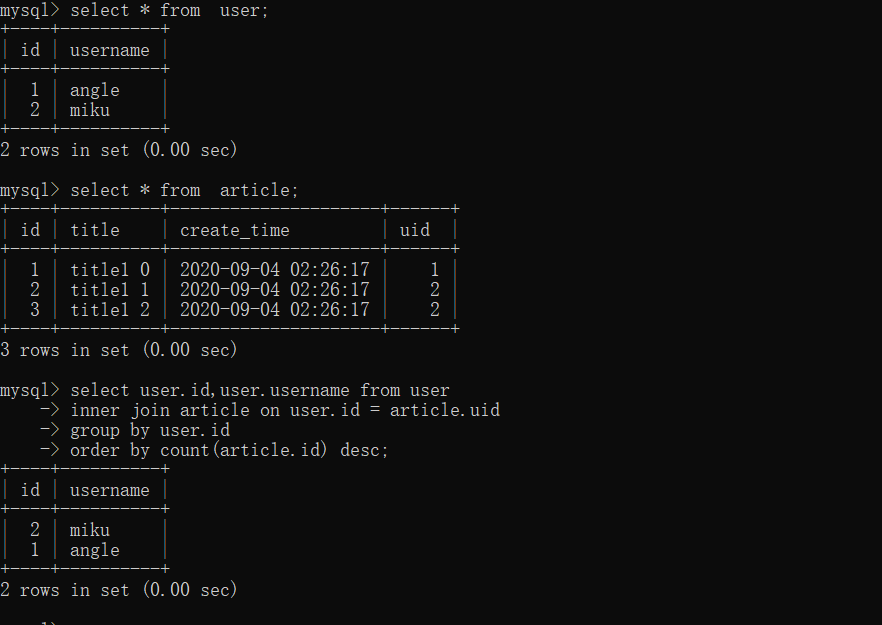 mysql> select * from  user;
+----+----------+
| id | username |
+----+----------+
|  1 | angle    |
|  2 | miku     |
+----+----------+
2 rows in set (0.00 sec)

mysql> select * from  article;
+----+----------+---------------------+------+
| id | title    | create_time         | uid  |
+----+----------+---------------------+------+
|  1 | title1 0 | 2020-09-04 02:26:17 |    1 |
|  2 | title1 1 | 2020-09-04 02:26:17 |    2 |
|  3 | title1 2 | 2020-09-04 02:26:17 |    2 |
+----+----------+---------------------+------+
3 rows in set (0.00 sec)

mysql> select user.id,user.username from user
    -> inner join article on user.id = article.uid
    -> group by user.id
    -> order by count(article.id) desc;
+----+----------+
| id | username |
+----+----------+
|  2 | miku     |
|  1 | angle    |
+----+----------+
2 rows in set (0.00 sec)